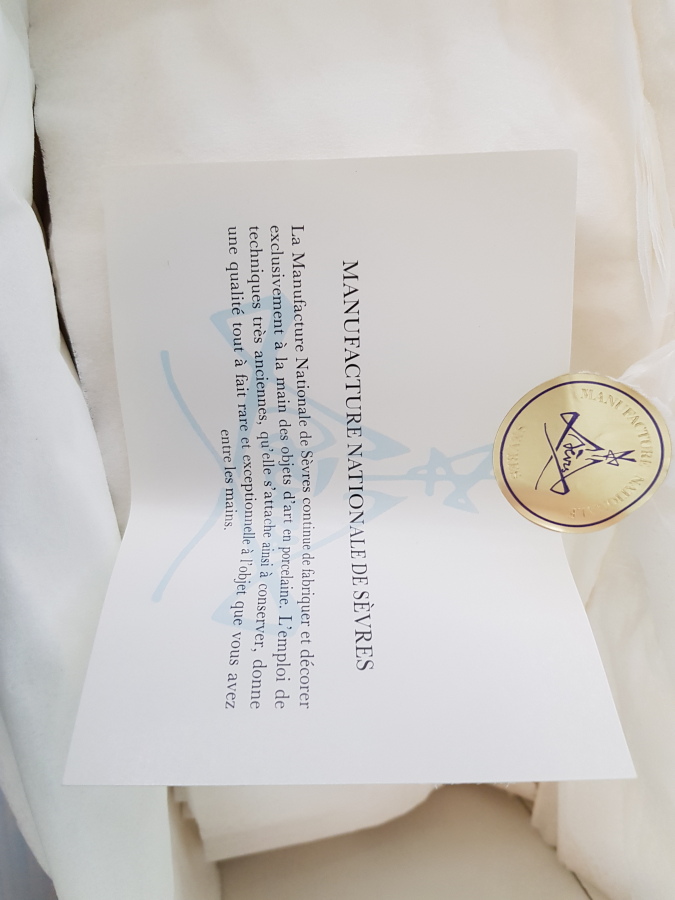 MANUFACTURE NATIONALE DE SÈVRES
La Manufacture Nationale de Sèvres continue de fabriquer et décorer
exclusivement à la main des objets d'art en porcelaine. L'emploi de
techniques très anciennes, qu'elle s'attache ainsi à conserver, donne
une qualité tout à fait rare et exceptionnelle à l'objet que vous avez
entre les mains.
MANUFACTURE NATIONALE
SÈVRES
Sèvres